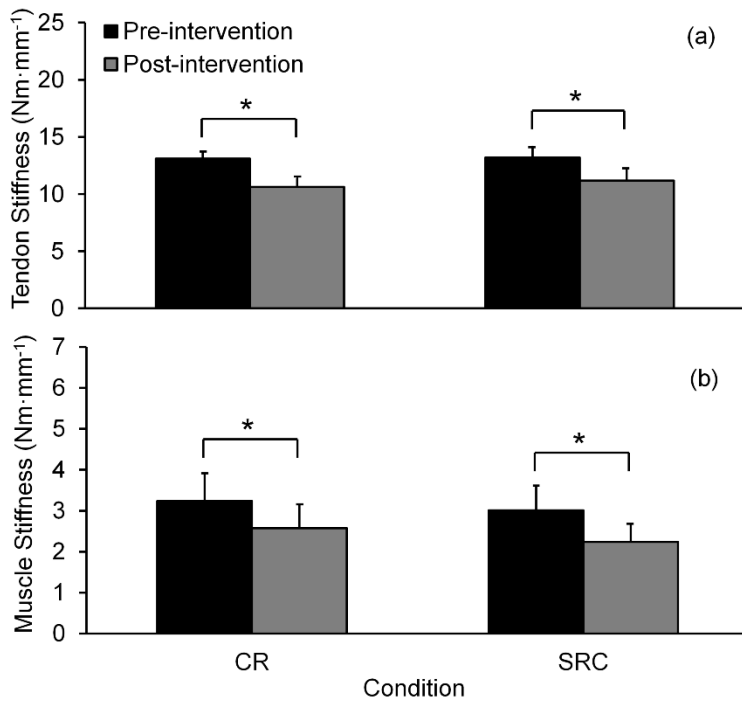 Tendon Stiffness (Nm·mm⁻¹)
25
20
15
10
5
0
■ Pre-intervention
■ Post-intervention
(a)
*
*
Muscle Stiffness (Nm·mm⁻¹)
7
6
5
4
3
2
1
0
(b)
*
*
CR
SRC
Condition